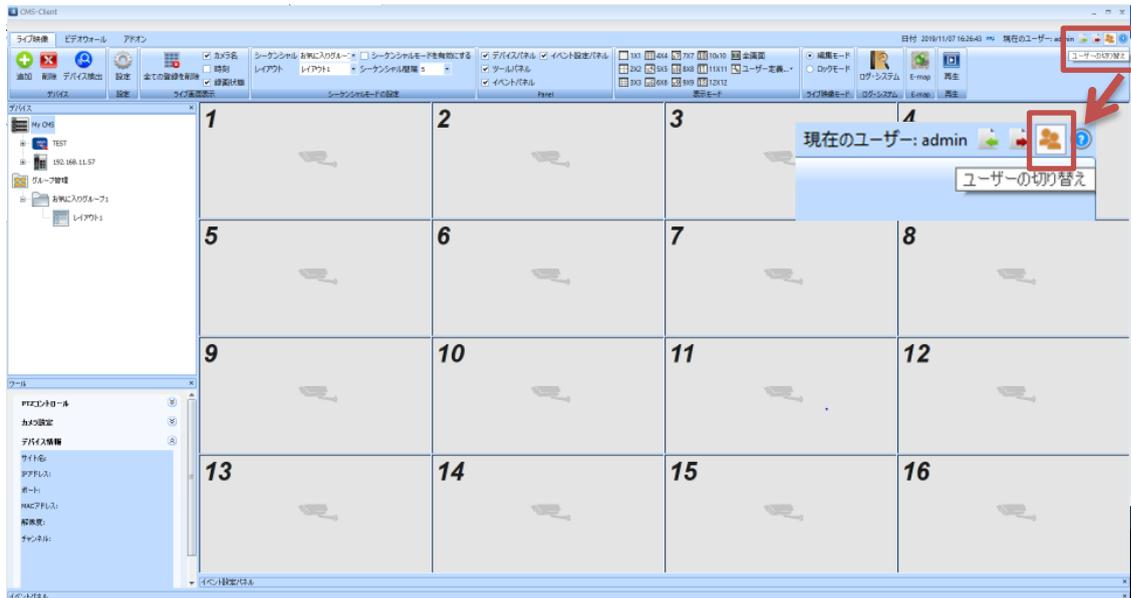 CMS-Client
ライブ映像 ビデオウォール アドオン
日付 2019/11/07 16:26:43 現在のユーザー: admin
ユーザーの切り替え
追加 削除 デバイス検出
設定
全ての登録を削除
カメラ名
時刻
録画状態
シーケンシャル お気に入りグループ
シーケンシャルモードを有効にする
レイアウト レイアウト1 シーケンシャル間隔 5
デバイスパネル イベント設定パネル
ツールパネル
イベントパネル
1X1 4X4 7X7 10x10 全画面
2X2 5X5 8X8 11X11 ユーザー定義...
3X3 6X6 9X9 12X12
編集モード
ロックモード
ログ・システム E-map 再生
デバイス 設定 ライブ画面表示 シーケンシャルモードの設定 Panel 表示モード ライブ映像モード ログ・システム E-map 再生
デバイス
My CMS
TEST
192.168.11.57
グループ管理
お気に入りグループ1
レイアウト1
1 2 3 4
現在のユーザー: admin
ユーザーの切り替え
5 6 7 8
9 10 11 12
13 14 15 16
ツール
PTZコントロール
カメラ設定
デバイス情報
サイト名:
IPアドレス:
ポート:
MACアドレス:
解像度:
チャンネル:
イベント設定パネル
イベントパネル